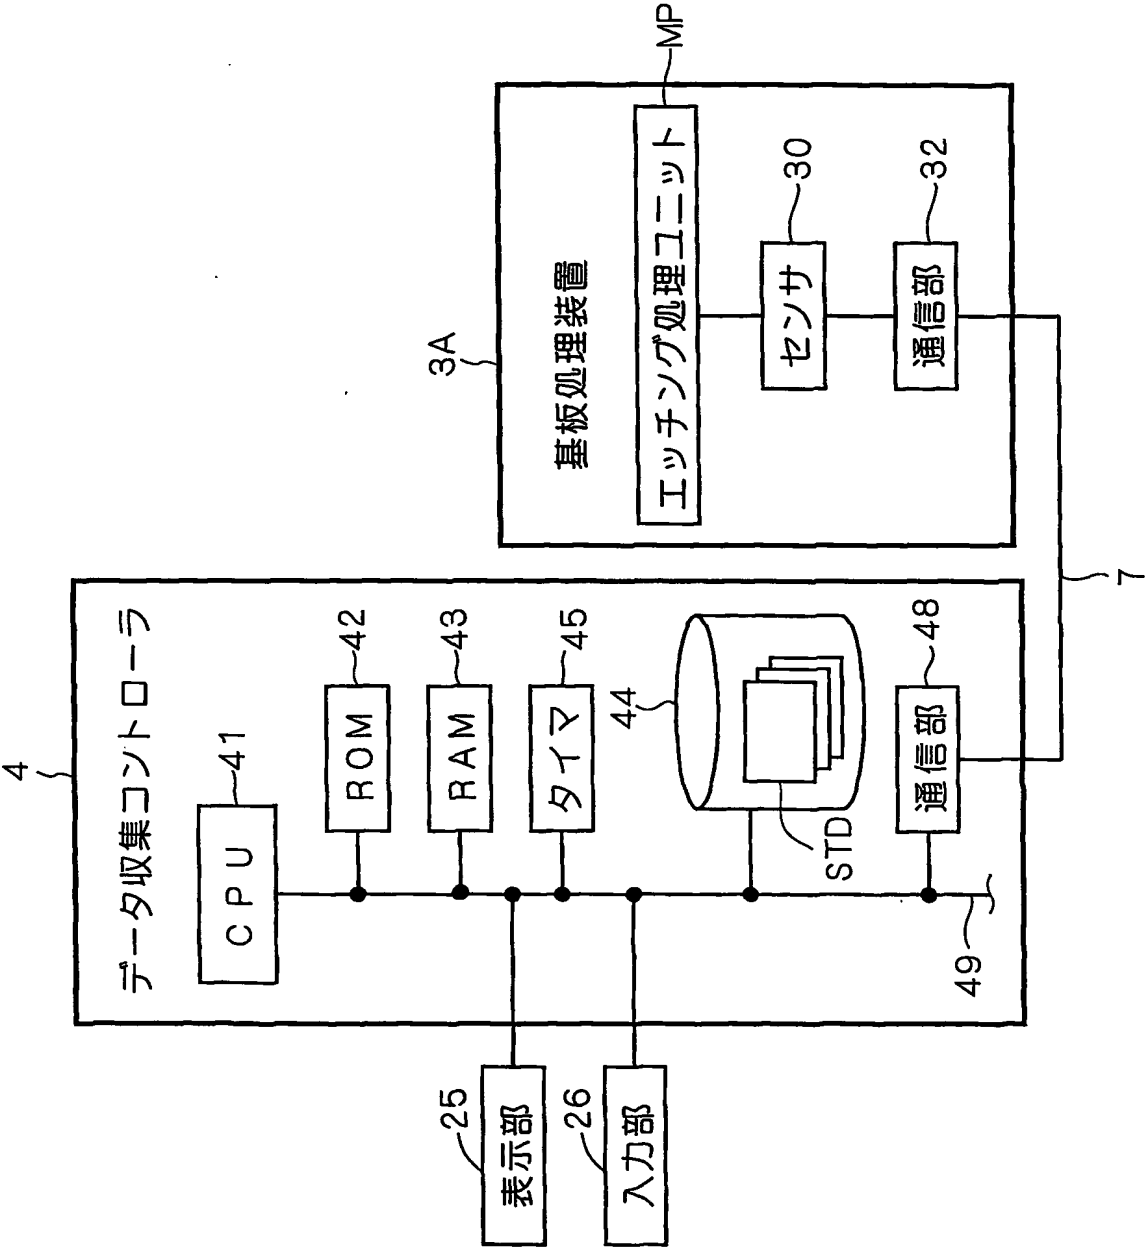 4
データ収集コントローラ
CPU
41
ROM
42
RAM
43
タイマ
45
44
STD
通信部
48
49
表示部
25
入力部
26
3A
基板処理装置
エッチング処理ユニット
MP
センサ
30
通信部
32
7